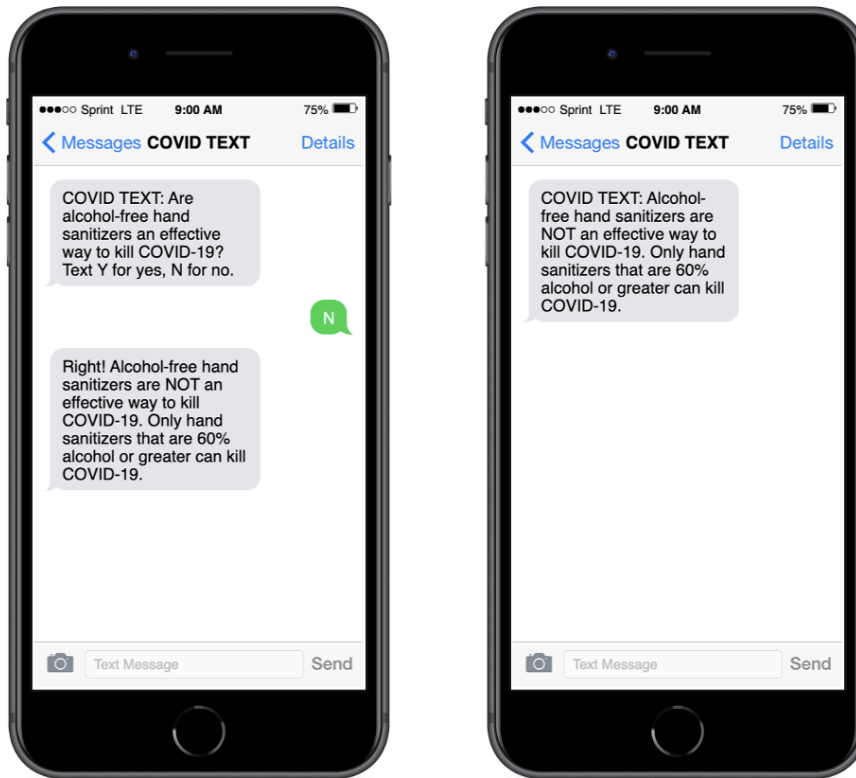 Sprint LTE 9:00 AM 75%
Messages COVID TEXT Details
COVID TEXT: Are
alcohol-free hand
sanitizers an effective
way to kill COVID-19?
Text Y for yes, N for no.
N
Right! Alcohol-free hand
sanitizers are NOT an
effective way to kill
COVID-19. Only hand
sanitizers that are 60%
alcohol or greater can kill
COVID-19.
Text Message Send
Sprint LTE 9:00 AM 75%
Messages COVID TEXT Details
COVID TEXT: Alcohol-
free hand sanitizers are
NOT an effective way to
kill COVID-19. Only hand
sanitizers that are 60%
alcohol or greater can kill
COVID-19.
Text Message Send